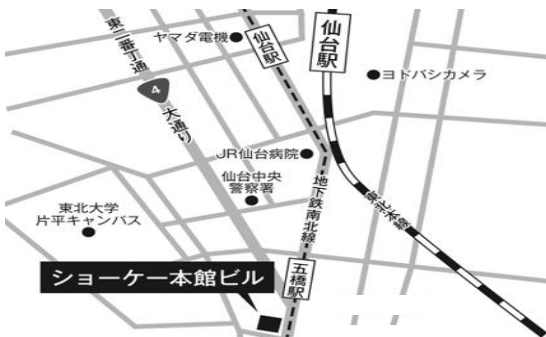 仙台駅
ヤマダ電機
仙台駅
ヨドバシカメラ
東二番丁通
4
大通り
JR仙台病院
仙台中央
警察署
地下鉄南北線
東北本線
東北大学
片平キャンパス
ショーケー本館ビル
五橋駅